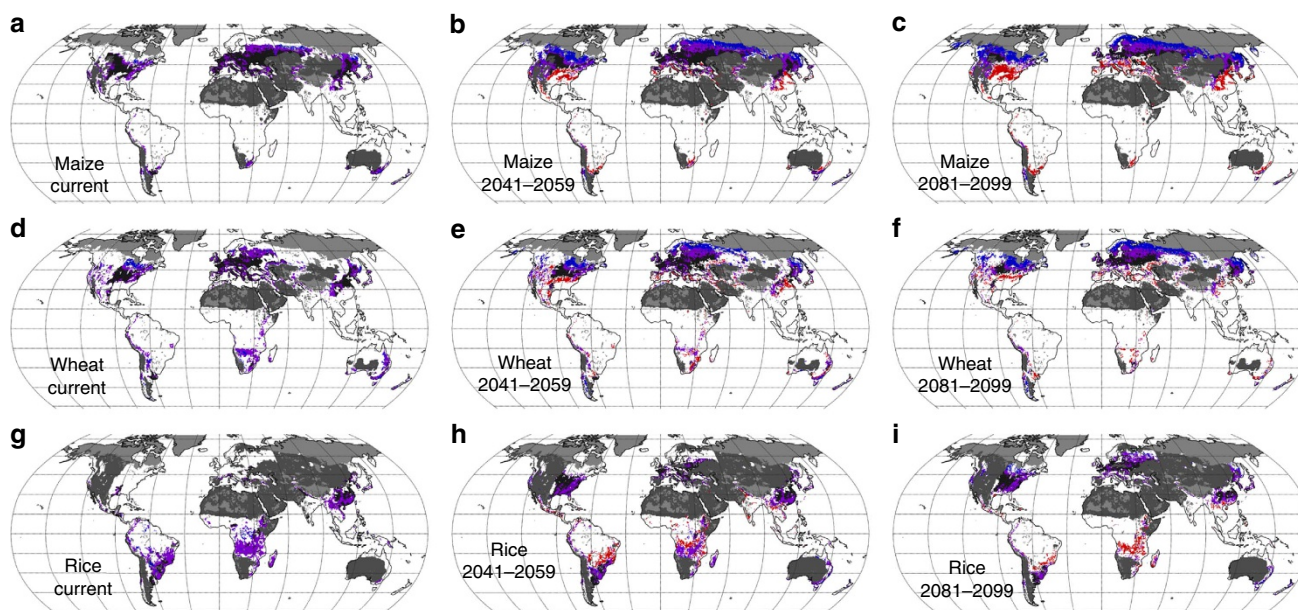 a
b
c
Maize
current
Maize
2041–2059
Maize
2081–2099
d
e
f
Wheat
current
Wheat
2041–2059
Wheat
2081–2099
g
h
i
Rice
current
Rice
2041–2059
Rice
2081–2099